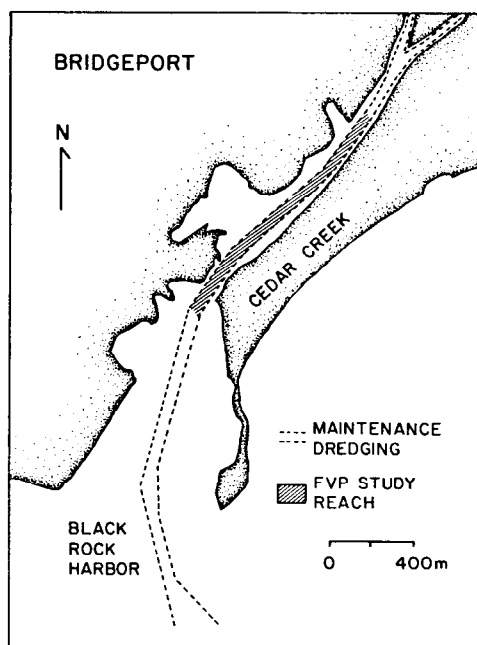 BRIDGEPORT
N
CEDAR CREEK
MAINTENANCE
DREDGING
FVP STUDY
REACH
BLACK
ROCK
HARBOR
0 400m